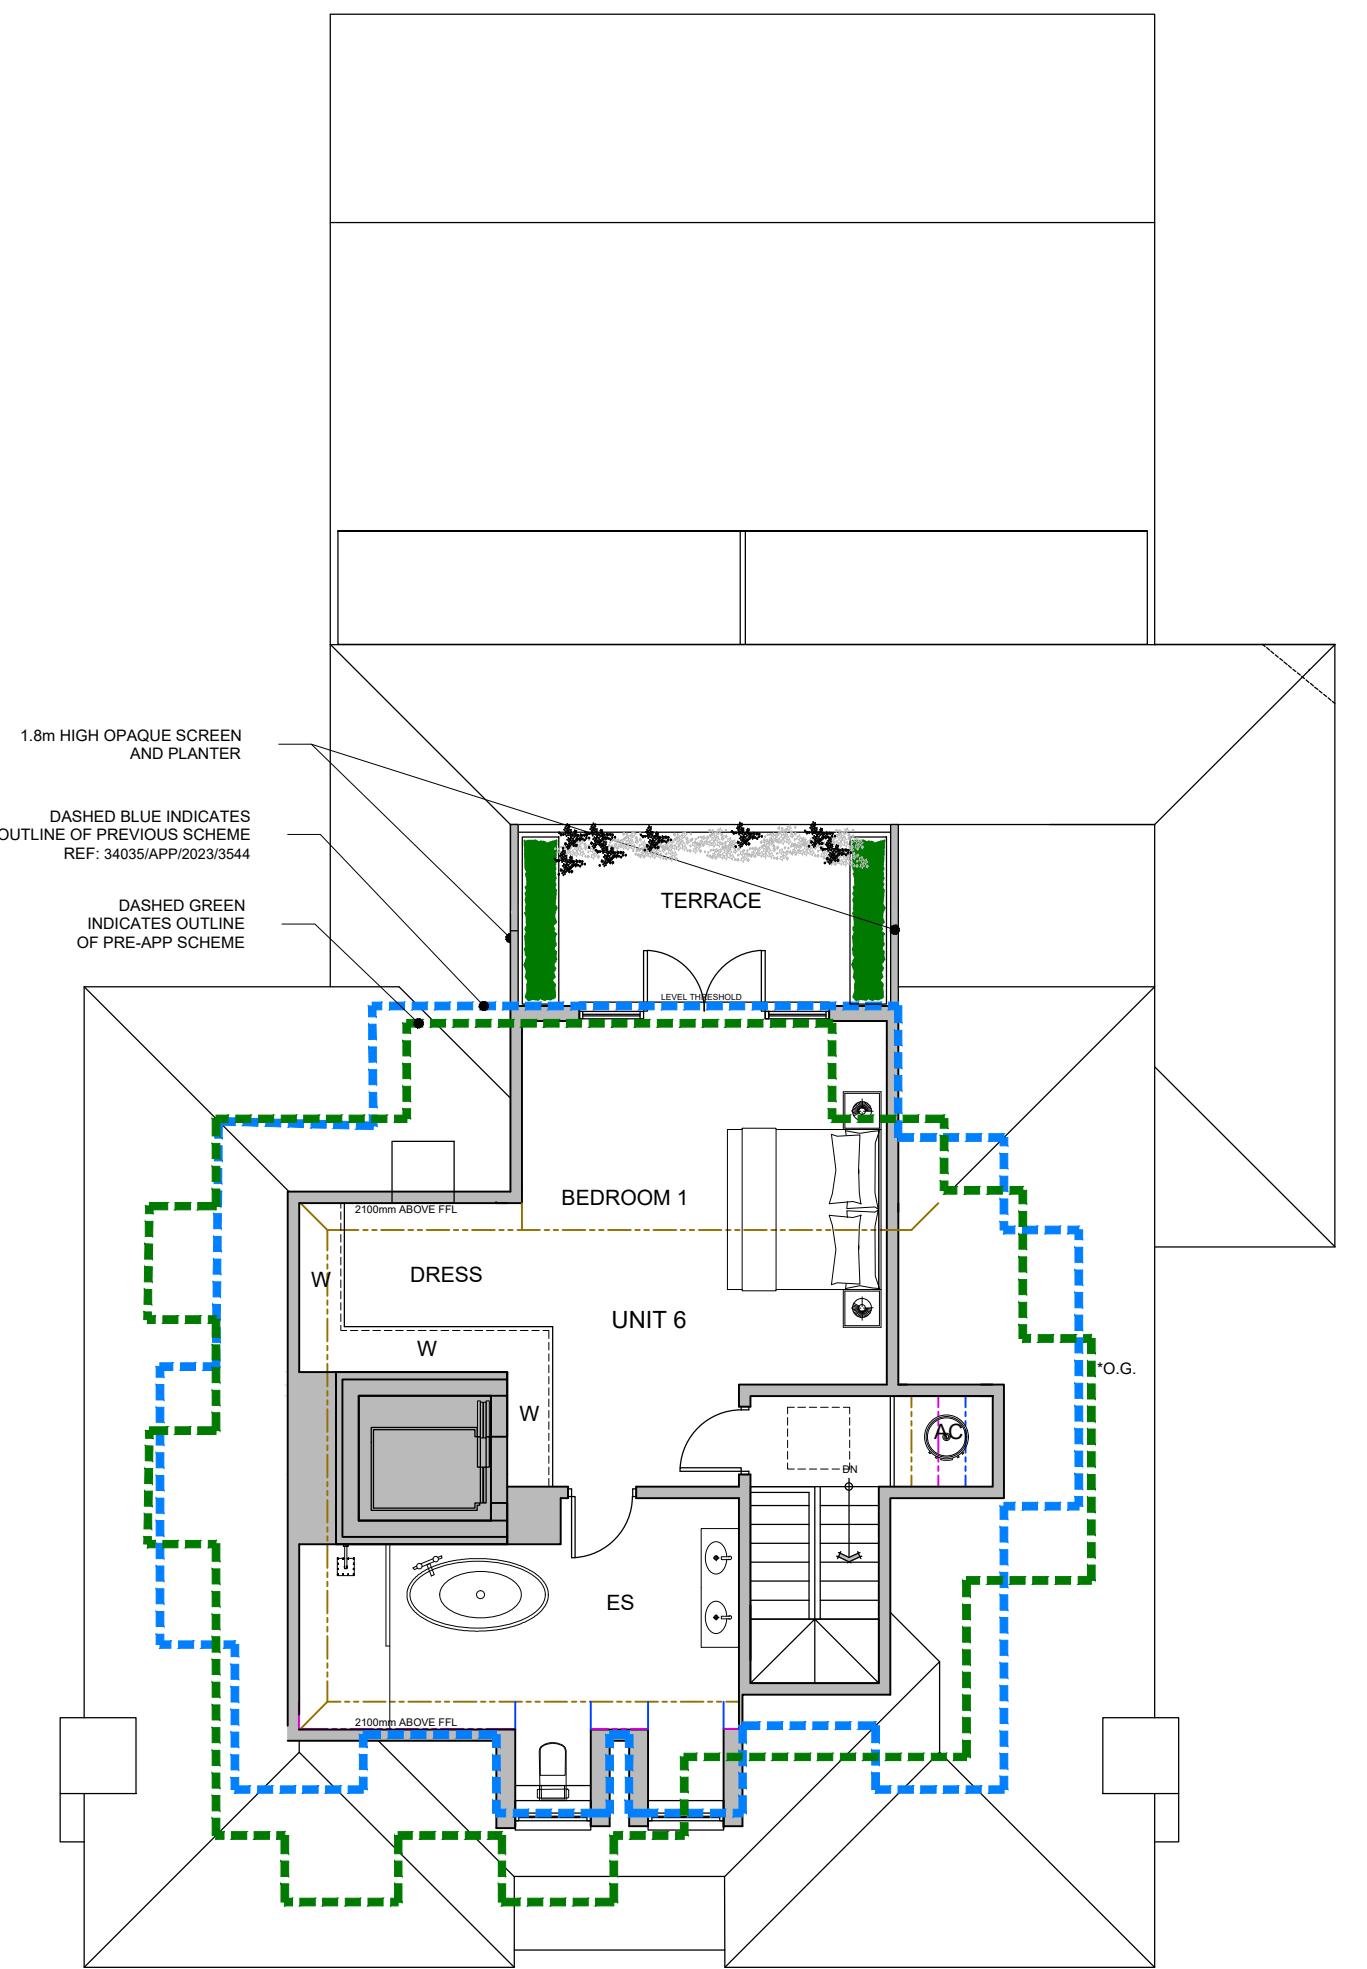 1.8m HIGH OPAQUE SCREEN
AND PLANTER
DASHED BLUE INDICATES
OUTLINE OF PREVIOUS SCHEME
REF: 34035/APP/2023/3544
DASHED GREEN
INDICATES OUTLINE
OF PRE-APP SCHEME
TERRACE
LEVEL THRESHOLD
BEDROOM 1
2100mm ABOVE FFL
W
DRESS
UNIT 6
W
*O.G.
W
AC
DN
ES
2100mm ABOVE FFL